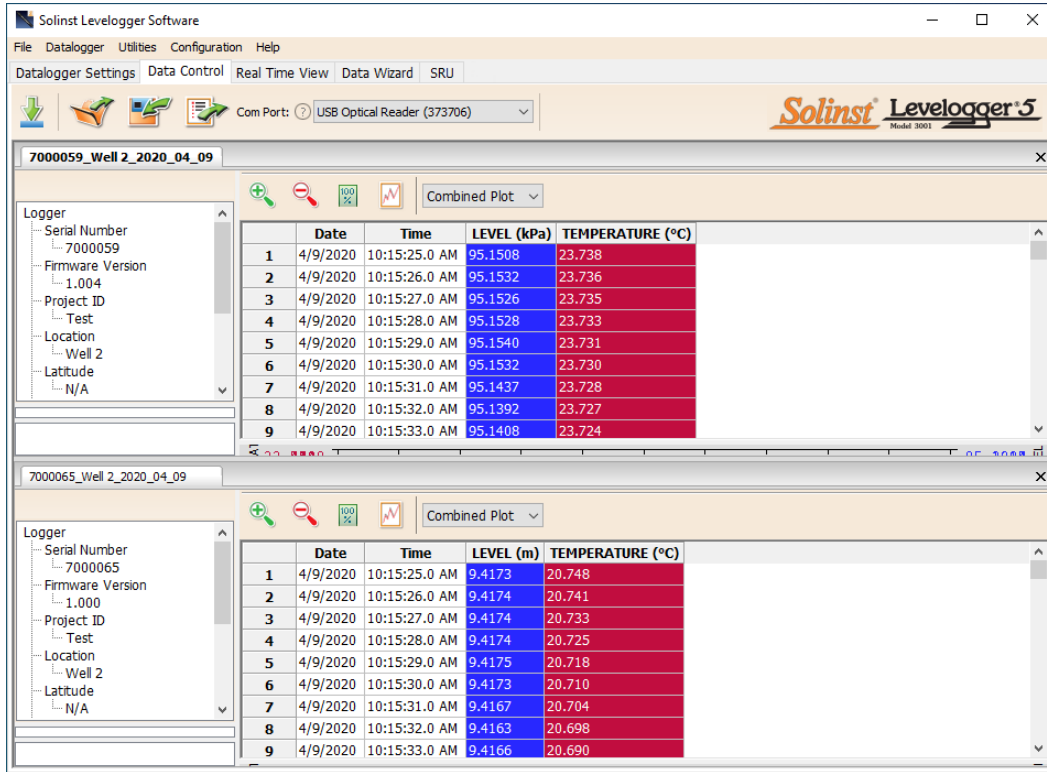 Solinst Levelogger Software
File Datalogger Utilities Configuration Help
Datalogger Settings Data Control Real Time View Data Wizard SRU
Com Port: ? USB Optical Reader (373706)
Solinst® Levelogger® 5
Model 3001
7000059_Well 2_2020_04_09
100 %
Combined Plot
Logger
Serial Number
7000059
Firmware Version
1.004
Project ID
Test
Location
Well 2
Latitude
N/A
Date Time LEVEL (kPa) TEMPERATURE (°C)
1 4/9/2020 10:15:25.0 AM 95.1508 23.738
2 4/9/2020 10:15:26.0 AM 95.1532 23.736
3 4/9/2020 10:15:27.0 AM 95.1526 23.735
4 4/9/2020 10:15:28.0 AM 95.1528 23.733
5 4/9/2020 10:15:29.0 AM 95.1540 23.731
6 4/9/2020 10:15:30.0 AM 95.1532 23.730
7 4/9/2020 10:15:31.0 AM 95.1437 23.728
8 4/9/2020 10:15:32.0 AM 95.1392 23.727
9 4/9/2020 10:15:33.0 AM 95.1408 23.724
7000065_Well 2_2020_04_09
100 %
Combined Plot
Logger
Serial Number
7000065
Firmware Version
1.000
Project ID
Test
Location
Well 2
Latitude
N/A
Date Time LEVEL (m) TEMPERATURE (°C)
1 4/9/2020 10:15:25.0 AM 9.4173 20.748
2 4/9/2020 10:15:26.0 AM 9.4174 20.741
3 4/9/2020 10:15:27.0 AM 9.4174 20.733
4 4/9/2020 10:15:28.0 AM 9.4174 20.725
5 4/9/2020 10:15:29.0 AM 9.4175 20.718
6 4/9/2020 10:15:30.0 AM 9.4173 20.710
7 4/9/2020 10:15:31.0 AM 9.4167 20.704
8 4/9/2020 10:15:32.0 AM 9.4163 20.698
9 4/9/2020 10:15:33.0 AM 9.4166 20.690